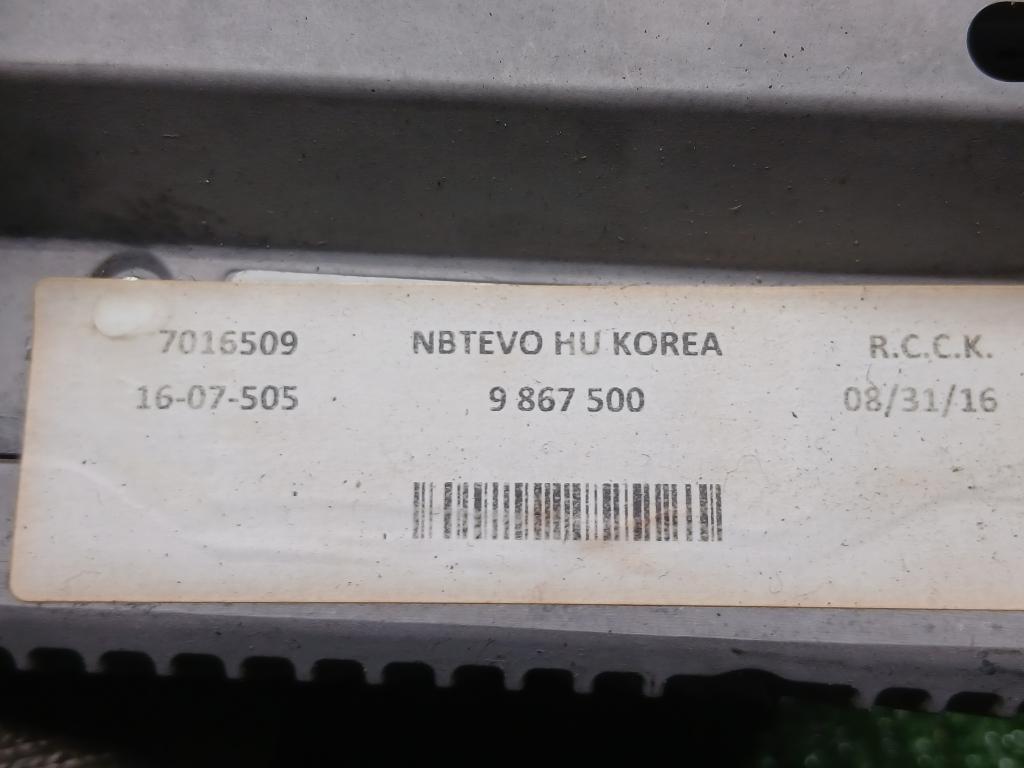 7016509 NBTEVO HU KOREA R.C.C.K.
16-07-505 9 867 500 08/31/16